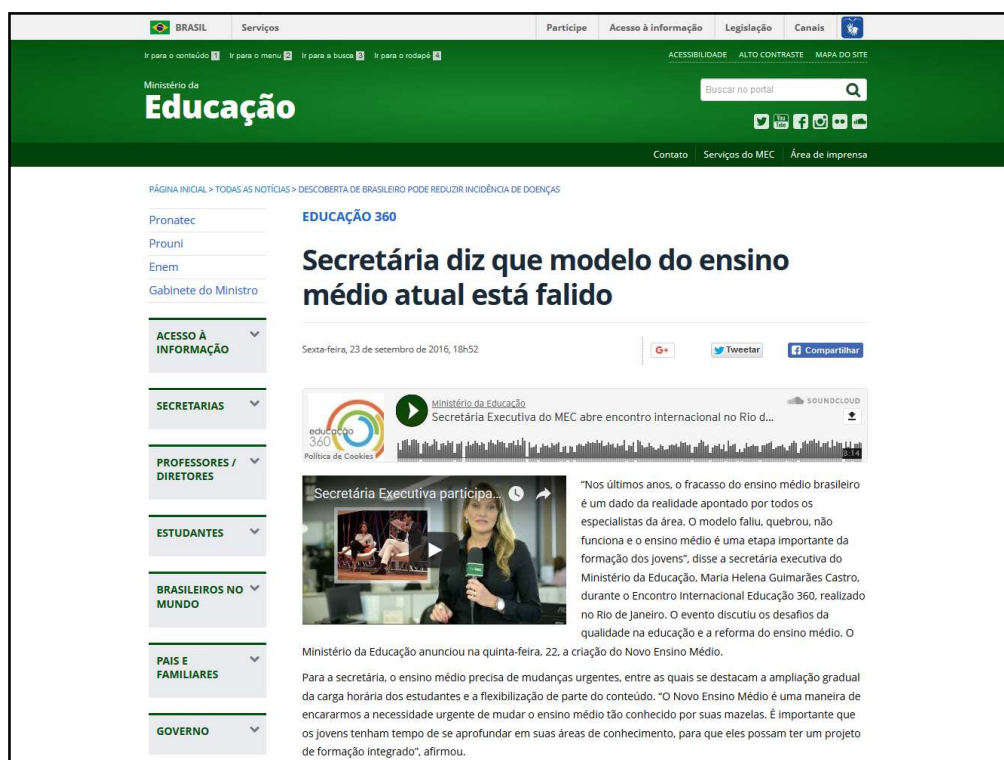 BRASIL Serviços Participe Acesso à informação Legislação Canais
Ir para o conteúdo 1 Ir para o menu 2 Ir para a busca 3 Ir para o rodapé 4 ACESSIBILIDADE ALTO CONTRASTE MAPA DO SITE
Ministério da
Educação
Buscar no portal
Contato Serviços do MEC Área de imprensa
PÁGINA INICIAL > TODAS AS NOTÍCIAS > DESCOBERTA DE BRASILEIRO PODE REDUZIR INCIDÊNCIA DE DOENÇAS
Pronatec
Prouni
Enem
Gabinete do Ministro
ACESSO À
INFORMAÇÃO
SECRETARIAS
PROFESSORES /
DIRETORES
ESTUDANTES
BRASILEIROS NO
MUNDO
PAIS E
FAMILIARES
GOVERNO
EDUCAÇÃO 360
Secretária diz que modelo do ensino
médio atual está falido
Sexta-feira, 23 de setembro de 2016, 18h52
G+ Tweetar Compartilhar
educação
360
Política de Cookies
Ministério da Educação
Secretária Executiva do MEC abre encontro internacional no Rio d...
SOUNDCLOUD
3:14
Secretária Executiva participa...
“Nos últimos anos, o fracasso do ensino médio brasileiro
é um dado da realidade apontado por todos os
especialistas da área. O modelo faliu, quebrou, não
funciona e o ensino médio é uma etapa importante da
formação dos jovens”, disse a secretária executiva do
Ministério da Educação, Maria Helena Guimarães Castro,
durante o Encontro Internacional Educação 360, realizado
no Rio de Janeiro. O evento discutiu os desafios da
qualidade na educação e a reforma do ensino médio. O
Ministério da Educação anunciou na quinta-feira, 22, a criação do Novo Ensino Médio.
Para a secretária, o ensino médio precisa de mudanças urgentes, entre as quais se destacam a ampliação gradual
da carga horária dos estudantes e a flexibilização de parte do conteúdo. “O Novo Ensino Médio é uma maneira de
encararmos a necessidade urgente de mudar o ensino médio tão conhecido por suas mazelas. É importante que
os jovens tenham tempo de se aprofundar em suas áreas de conhecimento, para que eles possam ter um projeto
de formação integrado”, afirmou.